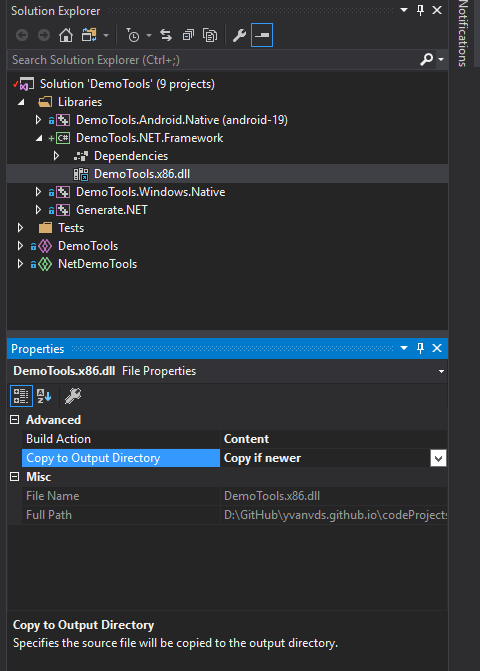 Solution Explorer
Notifications
Search Solution Explorer (Ctrl+;)
Solution 'DemoTools' (9 projects)
Libraries
DemoTools.Android.Native (android-19)
C# DemoTools.NET.Framework
Dependencies
DemoTools.x86.dll
DemoTools.Windows.Native
Generate.NET
Tests
DemoTools
NetDemoTools
Properties
DemoTools.x86.dll File Properties
Advanced
Build Action Content
Copy to Output Directory Copy if newer
Misc
File Name DemoTools.x86.dll
Full Path D:\GitHub\yvanvds.github.io\codeProjects
Copy to Output Directory
Specifies the source file will be copied to the output directory.